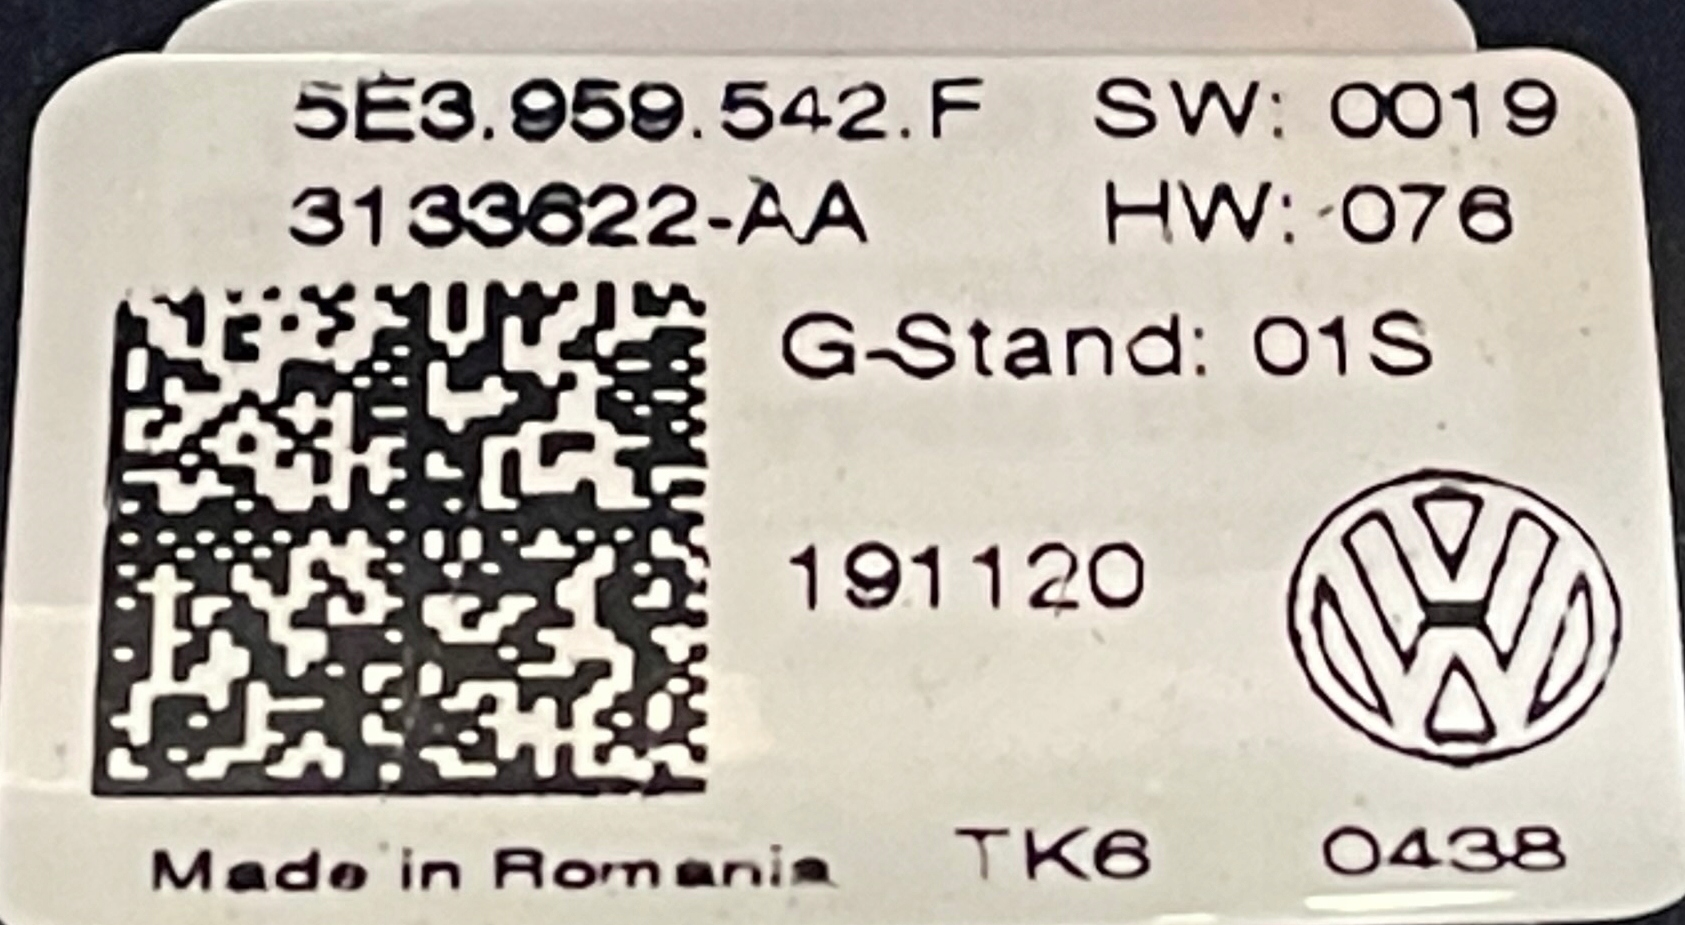 5E3.959.542.F SW: 0019
3133622-AA HW: 076
G-Stand: 01S
191120
Made in Romania TK6 0438